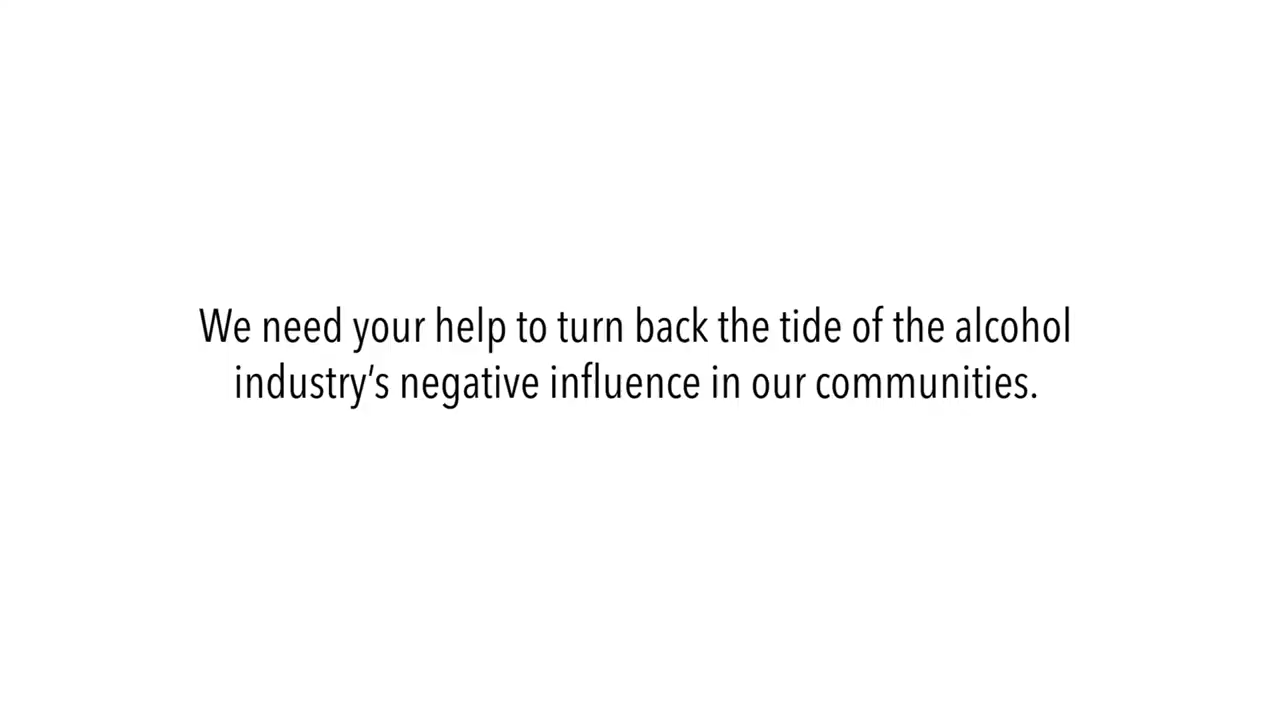 We need your help to turn back the tide of the alcohol
industry’s negative influence in our communities.